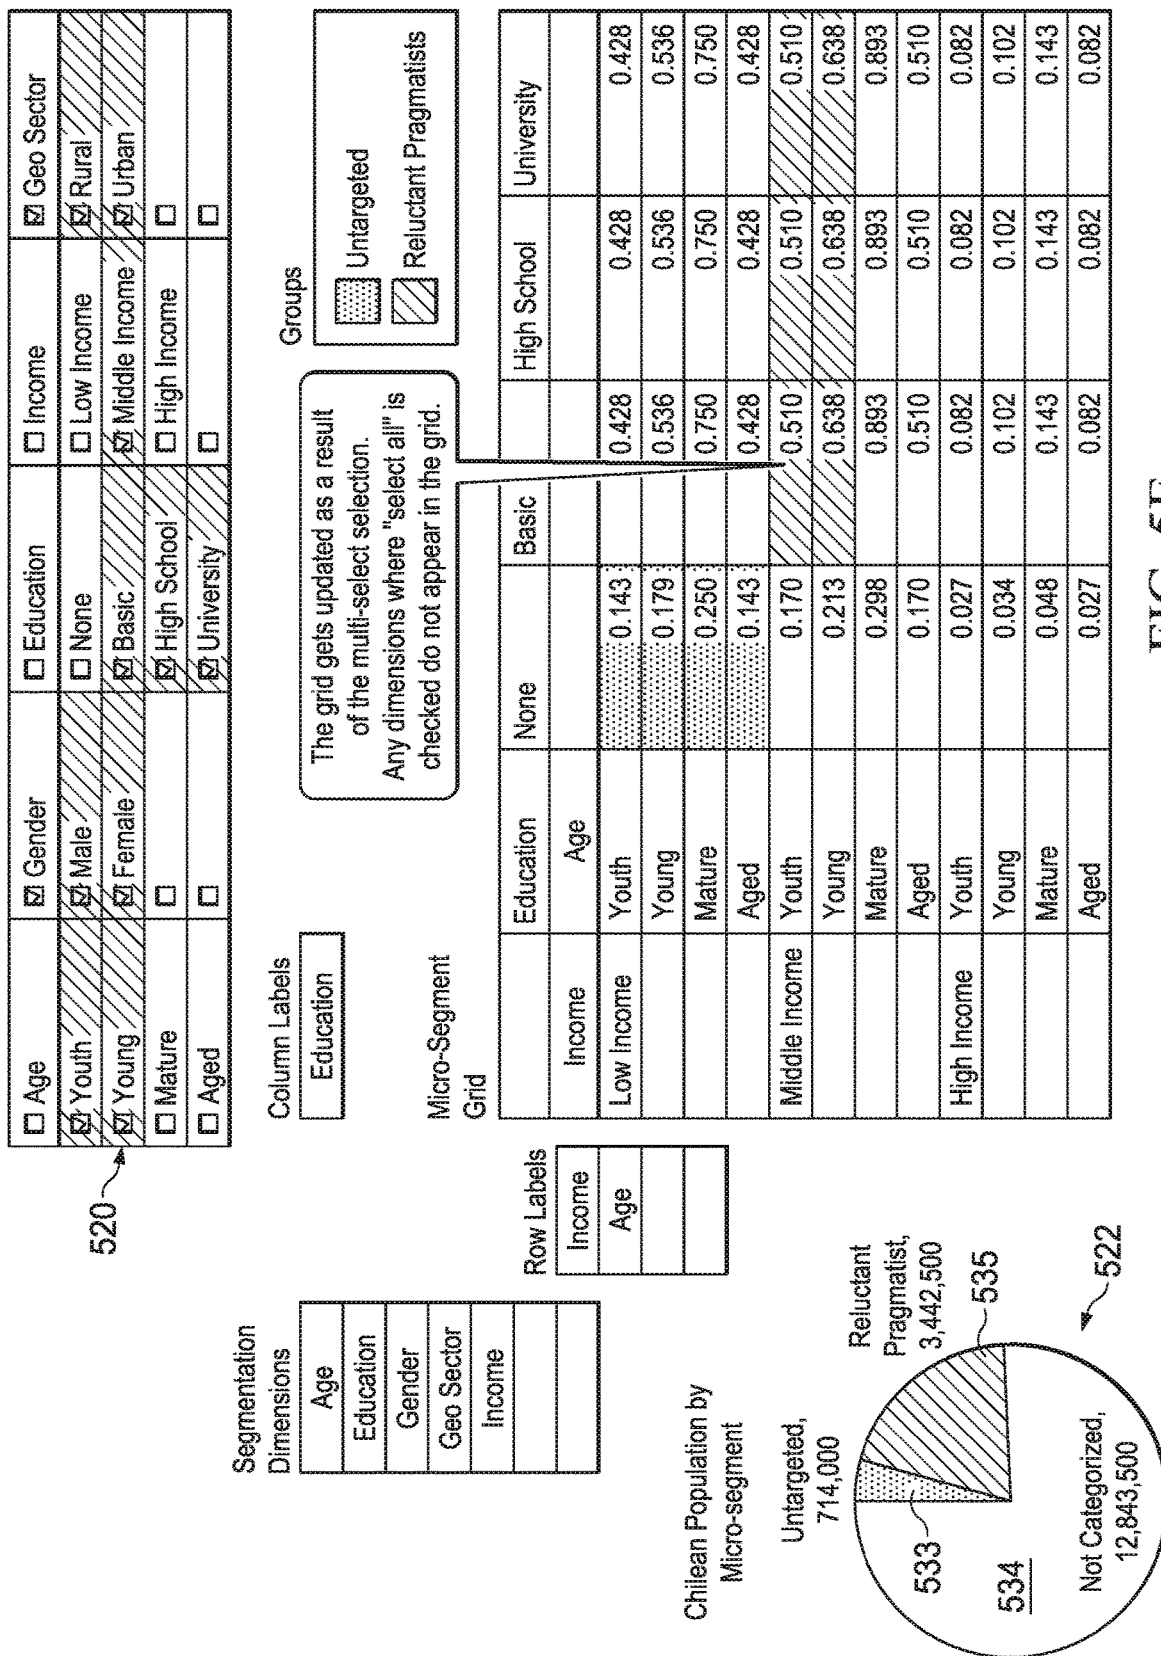 ☐ Age ☑ Gender ☐ Education ☐ Income ☑ Geo Sector
☑ Youth ☑ Male ☐ None ☐ Low Income ☑ Rural
☑ Young ☑ Female ☑ Basic ☑ Middle Income ☑ Urban
☐ Mature ☐ ☑ High School ☐ High Income ☐
☐ Aged ☐ ☑ University ☐ ☐
520
Segmentation
Dimensions
Age
Education
Gender
Geo Sector
Income
Column Labels
Education
The grid gets updated as a result
of the multi-select selection.
Any dimensions where "select all" is
checked do not appear in the grid.
Groups
Untargeted
Reluctant Pragmatists
Row Labels
Income
Age
Micro-Segment
Grid
Education None Basic High School University
Income Age
Low Income Youth 0.143 0.428 0.428 0.428
Young 0.179 0.536 0.536 0.536
Mature 0.250 0.750 0.750 0.750
Aged 0.143 0.428 0.428 0.428
Middle Income Youth 0.170 0.510 0.510 0.510
Young 0.213 0.638 0.638 0.638
Mature 0.298 0.893 0.893 0.893
Aged 0.170 0.510 0.510 0.510
High Income Youth 0.027 0.082 0.082 0.082
Young 0.034 0.102 0.102 0.102
Mature 0.048 0.143 0.143 0.143
Aged 0.027 0.082 0.082 0.082
Chilean Population by
Micro-segment
Untargeted,
714,000
Reluctant
Pragmatist,
3,442,500
533
535
534
Not Categorized,
12,843,500
522